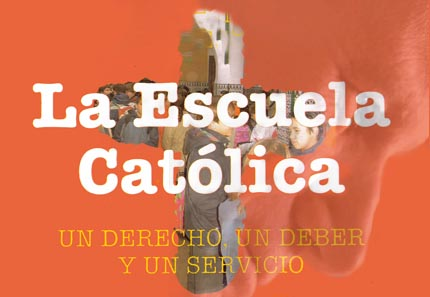 La Escuela
Católica
UN DERECHO, UN DEBER
Y UN SERVICIO